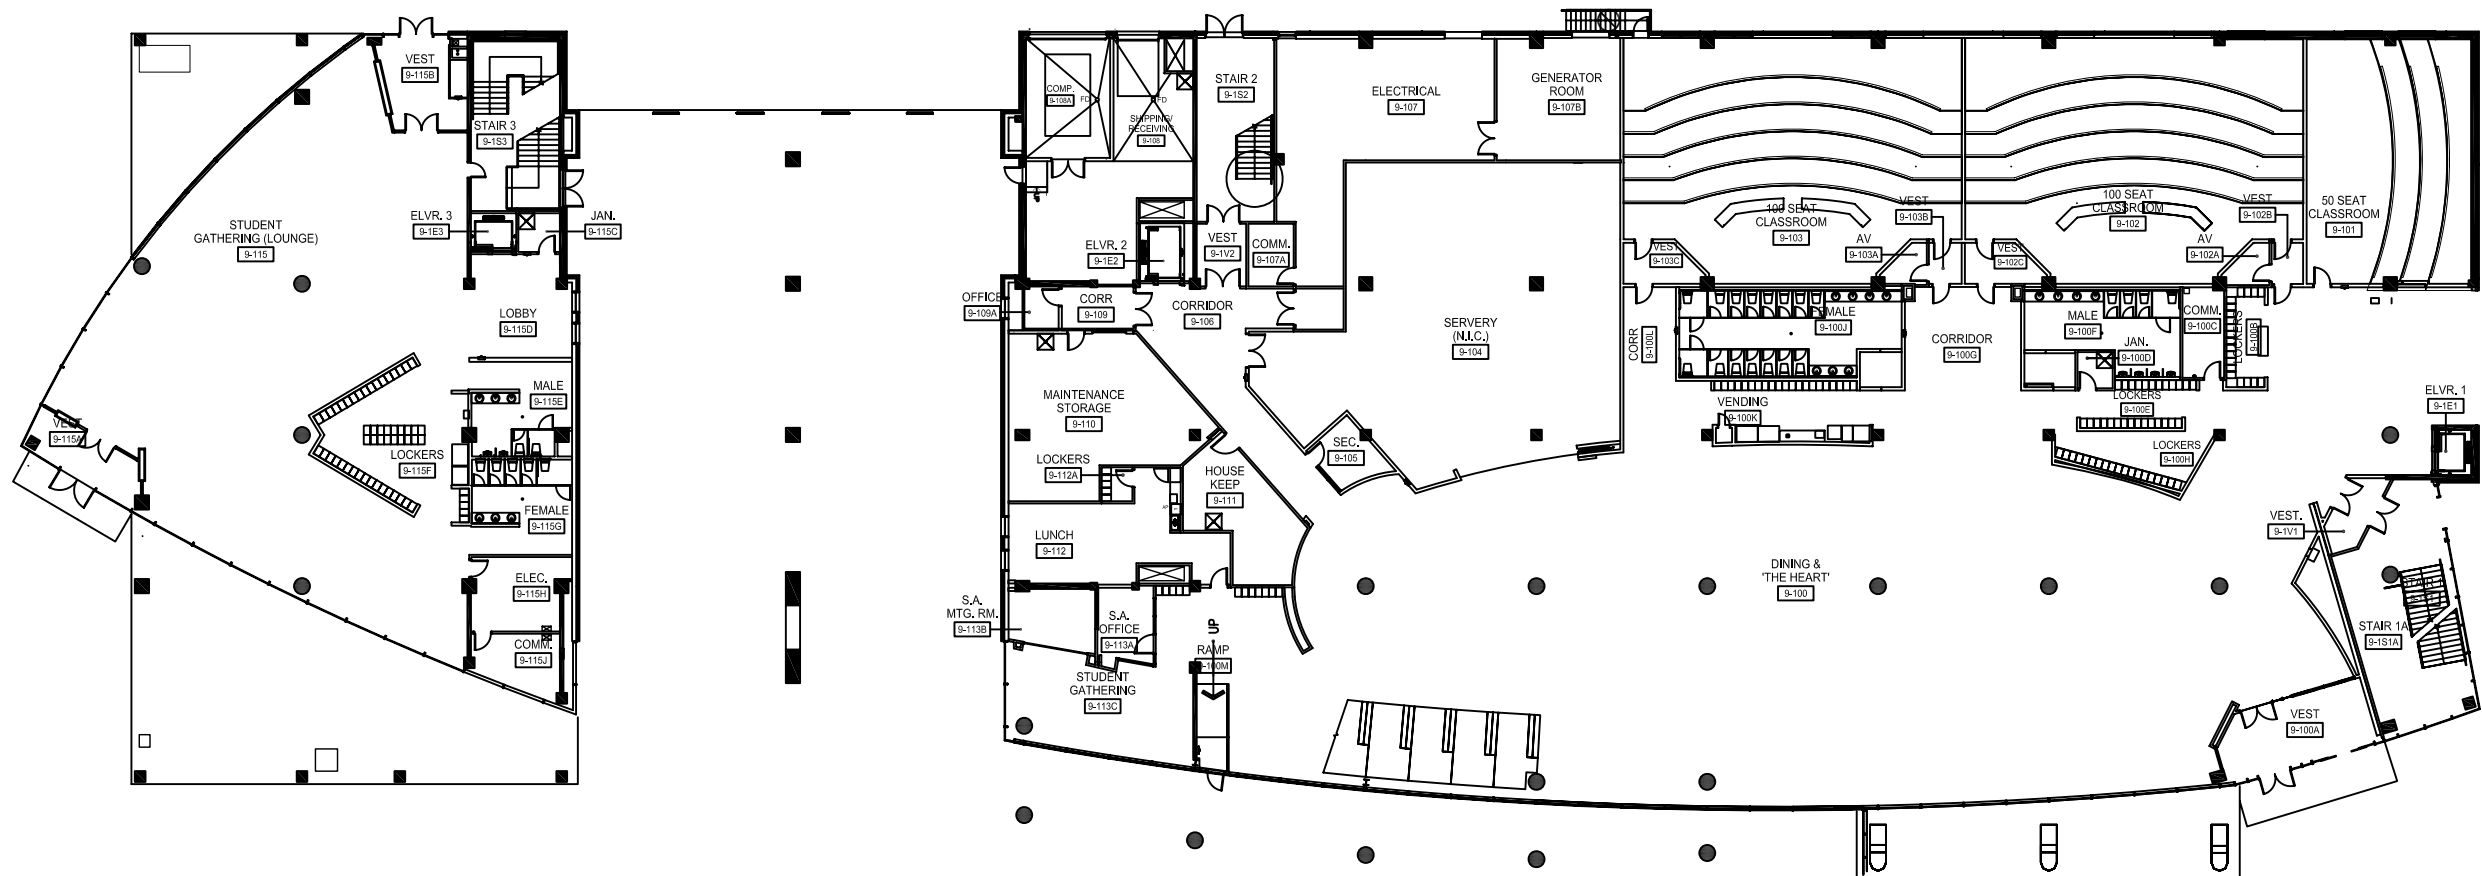 VEST
9-115B
STAIR 3
9-1S3
STUDENT
GATHERING (LOUNGE)
9-115
ELVR. 3
9-1E3
JAN.
9-115C
LOBBY
9-115D
MALE
9-115E
VEST
9-115A
LOCKERS
9-115F
FEMALE
9-115G
ELEC.
9-115H
COMM.
9-115J
COMP.
9-108A
FD
FD
SHIPPING/
RECEIVING
9-108
STAIR 2
9-1S2
ELECTRICAL
9-107
GENERATOR
ROOM
9-107B
ELVR. 2
9-1E2
VEST
9-1V2
COMM.
9-107A
OFFICE
9-109A
CORR
9-109
CORRIDOR
9-106
SERVERY
(N.I.C.)
9-104
MAINTENANCE
STORAGE
9-110
LOCKERS
9-112A
HOUSE
KEEP
9-111
SEC.
9-105
LUNCH
9-112
S.A.
MTG. RM.
9-113B
S.A.
OFFICE
9-113A
UP
RAMP
9-100M
STUDENT
GATHERING
9-113C
100 SEAT
CLASSROOM
9-103
VEST
9-103B
AV
9-103A
VEST
9-103C
100 SEAT
CLASSROOM
9-102
VEST
9-102B
AV
9-102A
VEST
9-102C
50 SEAT
CLASSROOM
9-101
CORR
9-100L
FEMALE
9-100J
CORRIDOR
9-100G
MALE
9-100F
JAN.
9-100D
COMM.
9-100C
LOCKERS
9-100B
VENDING
9-100K
LOCKERS
9-100E
LOCKERS
9-100H
ELVR. 1
9-1E1
VEST.
9-1V1
DINING &
'THE HEART'
9-100
STAIR 1A
9-1S1A
VEST
9-100A